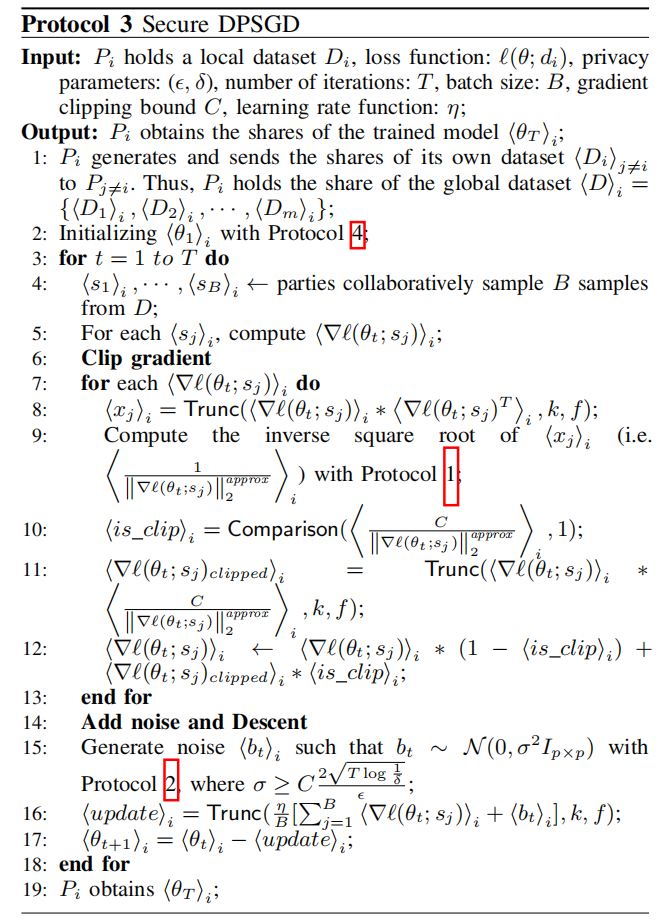 Protocol 3 Secure DPSGD
Input: $P_i$ holds a local dataset $D_i$, loss function: $\ell(\theta; d_i)$, privacy
parameters: $(\epsilon, \delta)$, number of iterations: $T$, batch size: $B$, gradient
clipping bound $C$, learning rate function: $\eta$;
Output: $P_i$ obtains the shares of the trained model $\langle\theta_T\rangle_i$;
1: $P_i$ generates and sends the shares of its own dataset $\langle D_i\rangle_{j \neq i}$
to $P_{j \neq i}$. Thus, $P_i$ holds the share of the global dataset $\langle D\rangle_i =$
$\{\langle D_1\rangle_i, \langle D_2\rangle_i, \cdots, \langle D_m\rangle_i\}$;
2: Initializing $\langle\theta_1\rangle_i$ with Protocol 4;
3: for $t = 1$ to $T$ do
4: $\langle s_1\rangle_i, \cdots, \langle s_B\rangle_i \leftarrow$ parties collaboratively sample $B$ samples
from $D$;
5: For each $\langle s_j\rangle_i$, compute $\langle\nabla\ell(\theta_t; s_j)\rangle_i$;
6: Clip gradient
7: for each $\langle\nabla\ell(\theta_t; s_j)\rangle_i$ do
8: $\langle x_j\rangle_i = \mathsf{Trunc}(\langle\nabla\ell(\theta_t; s_j)\rangle_i * \langle\nabla\ell(\theta_t; s_j)^T\rangle_i, k, f)$;
9: Compute the inverse square root of $\langle x_j\rangle_i$ (i.e.
$\left\langle \frac{1}{\|\nabla\ell(\theta_t; s_j)\|_2^{approx}} \right\rangle_i$) with Protocol 1;
10: $\langle is\_clip\rangle_i = \mathsf{Comparison}(\left\langle \frac{C}{\|\nabla\ell(\theta_t; s_j)\|_2^{approx}} \right\rangle_i, 1)$;
11: $\langle\nabla\ell(\theta_t; s_j)_{clipped}\rangle_i = \mathsf{Trunc}(\langle\nabla\ell(\theta_t; s_j)\rangle_i *$
$\left\langle \frac{C}{\|\nabla\ell(\theta_t; s_j)\|_2^{approx}} \right\rangle_i, k, f)$;
12: $\langle\nabla\ell(\theta_t; s_j)\rangle_i \leftarrow \langle\nabla\ell(\theta_t; s_j)\rangle_i * (1 - \langle is\_clip\rangle_i) +$
$\langle\nabla\ell(\theta_t; s_j)_{clipped}\rangle_i * \langle is\_clip\rangle_i$;
13: end for
14: Add noise and Descent
15: Generate noise $\langle b_t\rangle_i$ such that $b_t \sim \mathcal{N}(0, \sigma^2 I_{p \times p})$ with
Protocol 2, where $\sigma \geq C\frac{2\sqrt{T \log \frac{1}{\delta}}}{\epsilon}$;
16: $\langle update\rangle_i = \mathsf{Trunc}(\frac{\eta}{B}[\sum_{j=1}^{B} \langle\nabla\ell(\theta_t; s_j)\rangle_i + \langle b_t\rangle_i], k, f)$;
17: $\langle\theta_{t+1}\rangle_i = \langle\theta_t\rangle_i - \langle update\rangle_i$;
18: end for
19: $P_i$ obtains $\langle\theta_T\rangle_i$;